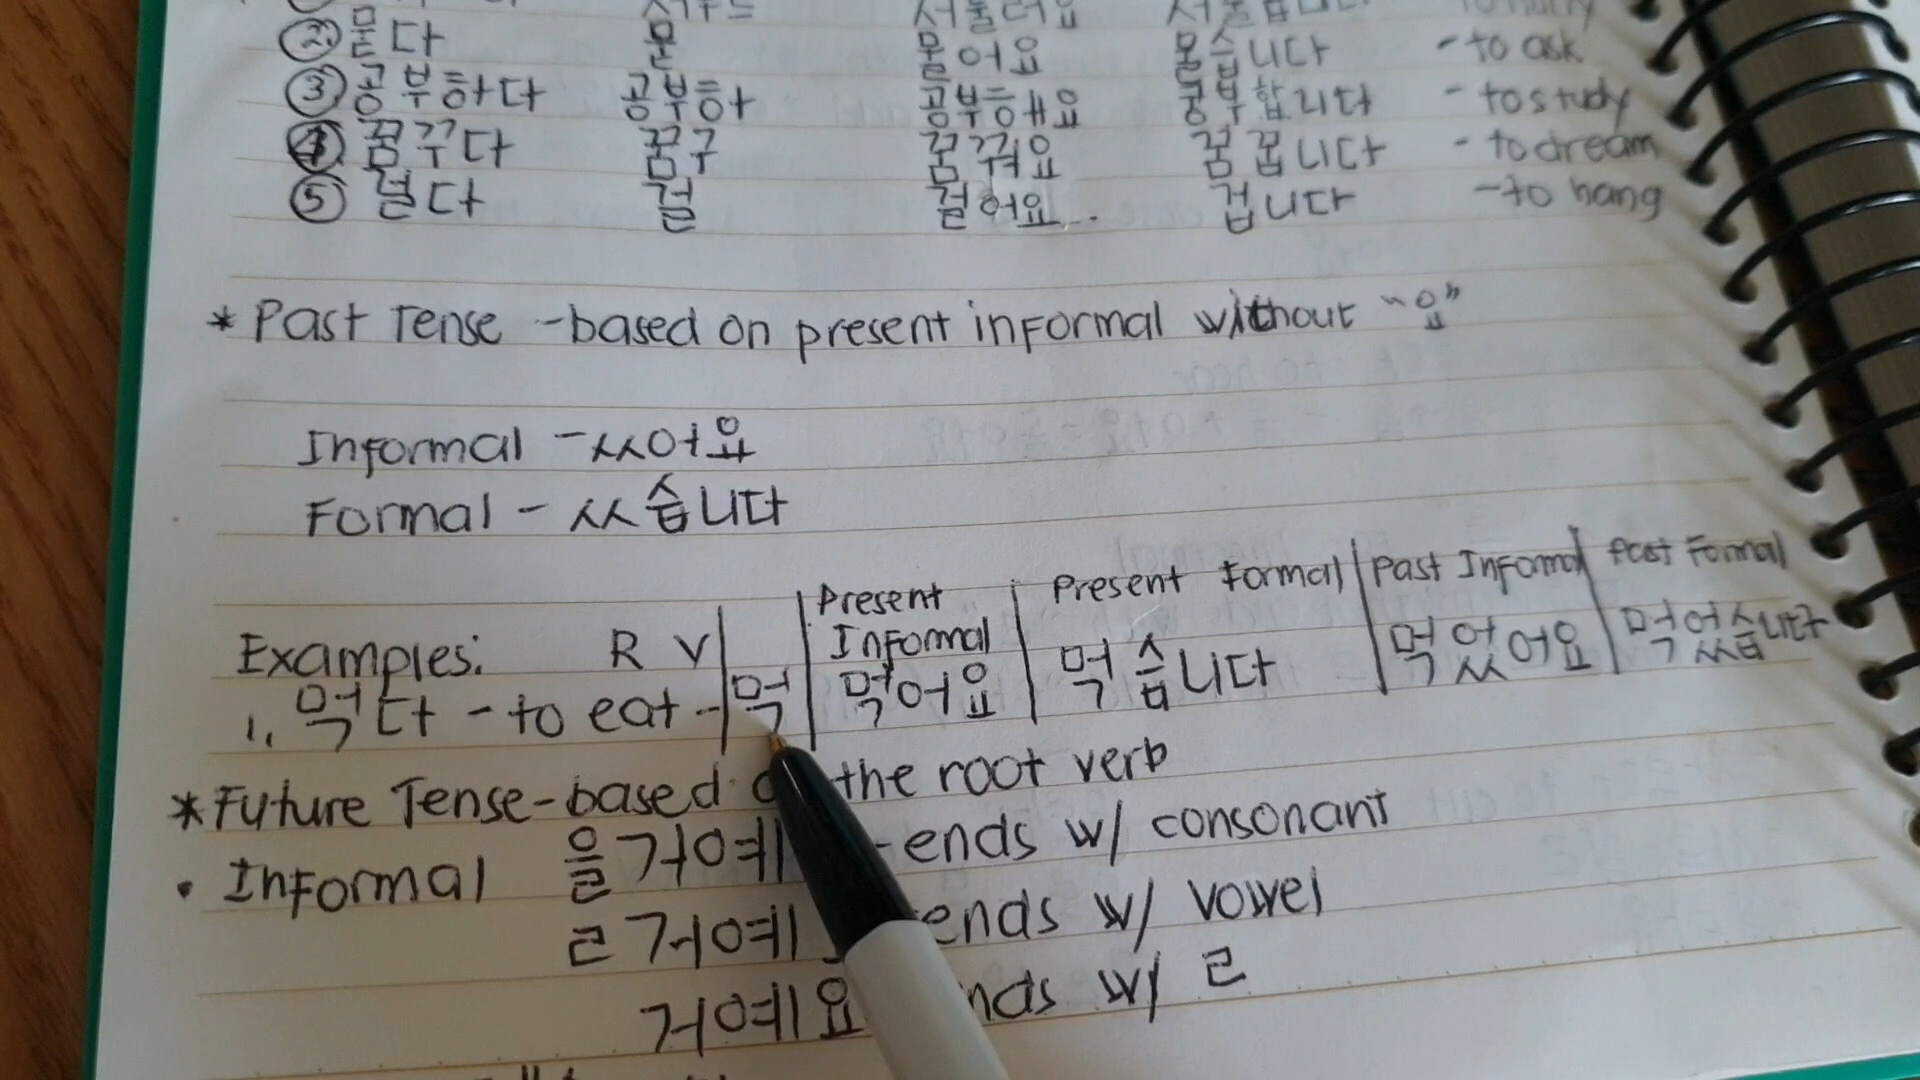 ② 묻다 묻 물어요 묻습니다 - to ask
③ 공부하다 공부하 공부해요 공부합니다 - to study
④ 꿈꾸다 꿈꾸 꿈꿔요 꿈꿉니다 - to dream
⑤ 걸다 걸 걸어요 겁니다 - to hang
* Past Tense - based on present informal without "요"
Informal - ㅆ어요
Formal - ㅆ습니다
Examples: R V Present Informal Present Formal Past Informal Past Formal
1. 먹다 - to eat - 먹 먹어요 먹습니다 먹었어요 먹었습니다
* Future Tense - based the root verb
• Informal 을거예 - ends w/ consonant
ㄹ거예 ends w/ vowel
거예요 w/ ㄹ